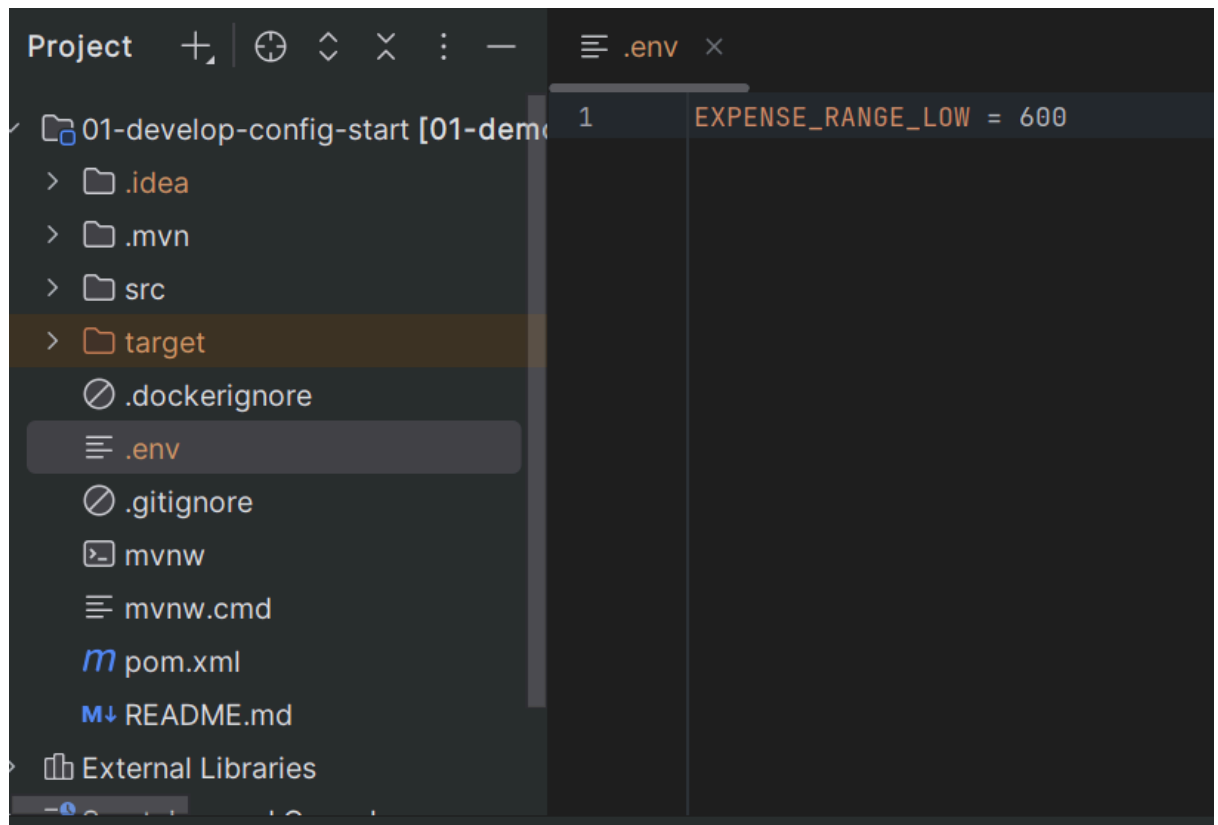 Project
.env
01-develop-config-start [01-dem
.idea
.mvn
src
target
.dockerignore
.env
.gitignore
mvnw
mvnw.cmd
pom.xml
README.md
External Libraries
1 EXPENSE_RANGE_LOW = 600